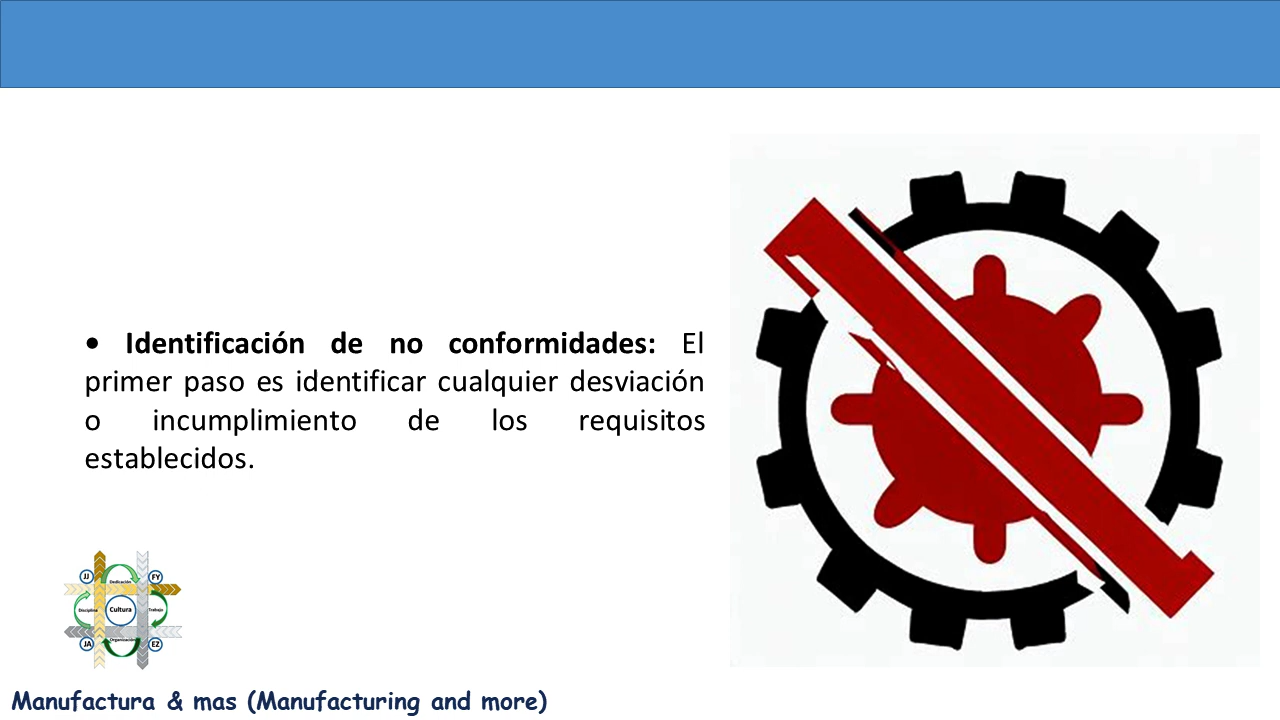 • Identificación de no conformidades: El
primer paso es identificar cualquier desviación
o incumplimiento de los requisitos
establecidos.
JJ
FY
Dedicación
Disciplina
Cultura
Trabajo
Organización
JA
EZ
Manufactura & mas (Manufacturing and more)